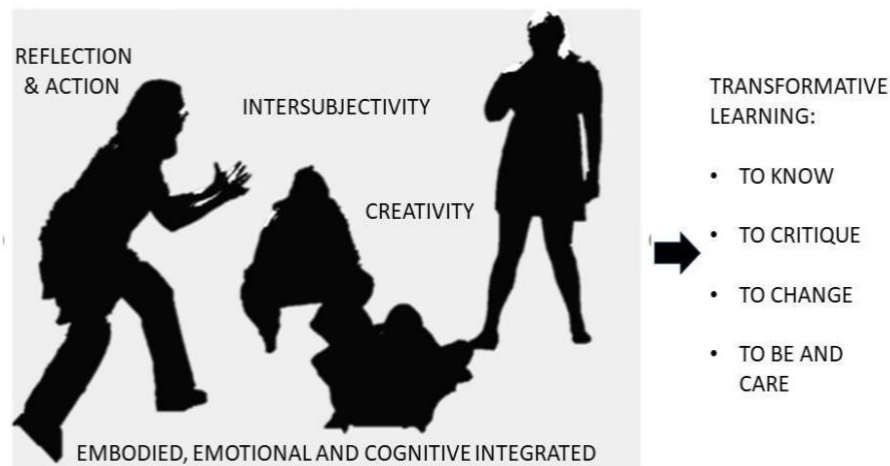 REFLECTION
& ACTION
INTERSUBJECTIVITY
CREATIVITY
EMBODIED, EMOTIONAL AND COGNITIVE INTEGRATED
TRANSFORMATIVE
LEARNING:
• TO KNOW
• TO CRITIQUE
• TO CHANGE
• TO BE AND
CARE